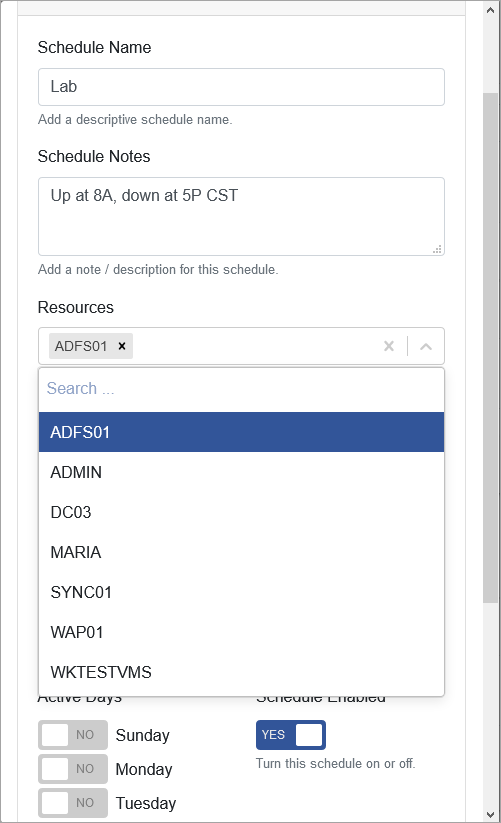 Schedule Name
Lab
Add a descriptive schedule name.
Schedule Notes
Up at 8A, down at 5P CST
Add a note / description for this schedule.
Resources
ADFS01 ×
Search ...
ADFS01
ADMIN
DC03
MARIA
SYNC01
WAP01
WKTESTVMS
Active Days Schedule Enabled
NO Sunday YES
NO Monday Turn this schedule on or off.
NO Tuesday